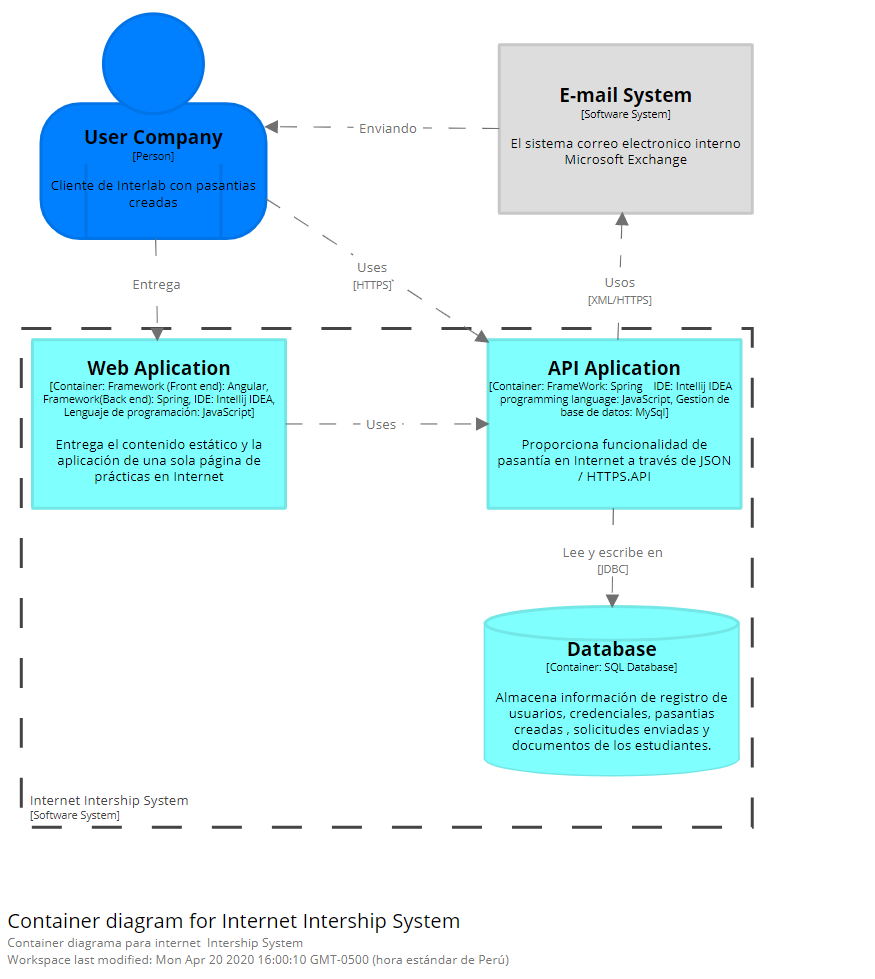 User Company
[Person]
Cliente de Interlab con pasantias
creadas
E-mail System
[Software System]
El sistema correo electronico interno
Microsoft Exchange
Enviando
Entrega
Uses
[HTTPS]
Usos
[XML/HTTPS]
Web Aplication
[Container: Framework (Front end): Angular,
Framework(Back end): Spring, IDE: Intellij IDEA,
Lenguaje de programación: JavaScript]
Entrega el contenido estático y la
aplicación de una sola página de
prácticas en Internet
Uses
API Aplication
[Container: FrameWork: Spring IDE: Intellij IDEA
programming language: JavaScript, Gestion de
base de datos: MySql]
Proporciona funcionalidad de
pasantía en Internet a través de JSON
/ HTTPS.API
Lee y escribe en
[JDBC]
Database
[Container: SQL Database]
Almacena información de registro de
usuarios, credenciales, pasantias
creadas , solicitudes enviadas y
documentos de los estudiantes.
Internet Intership System
[Software System]
Container diagram for Internet Intership System
Container diagrama para internet Intership System
Workspace last modified: Mon Apr 20 2020 16:00:10 GMT-0500 (hora estándar de Perú)